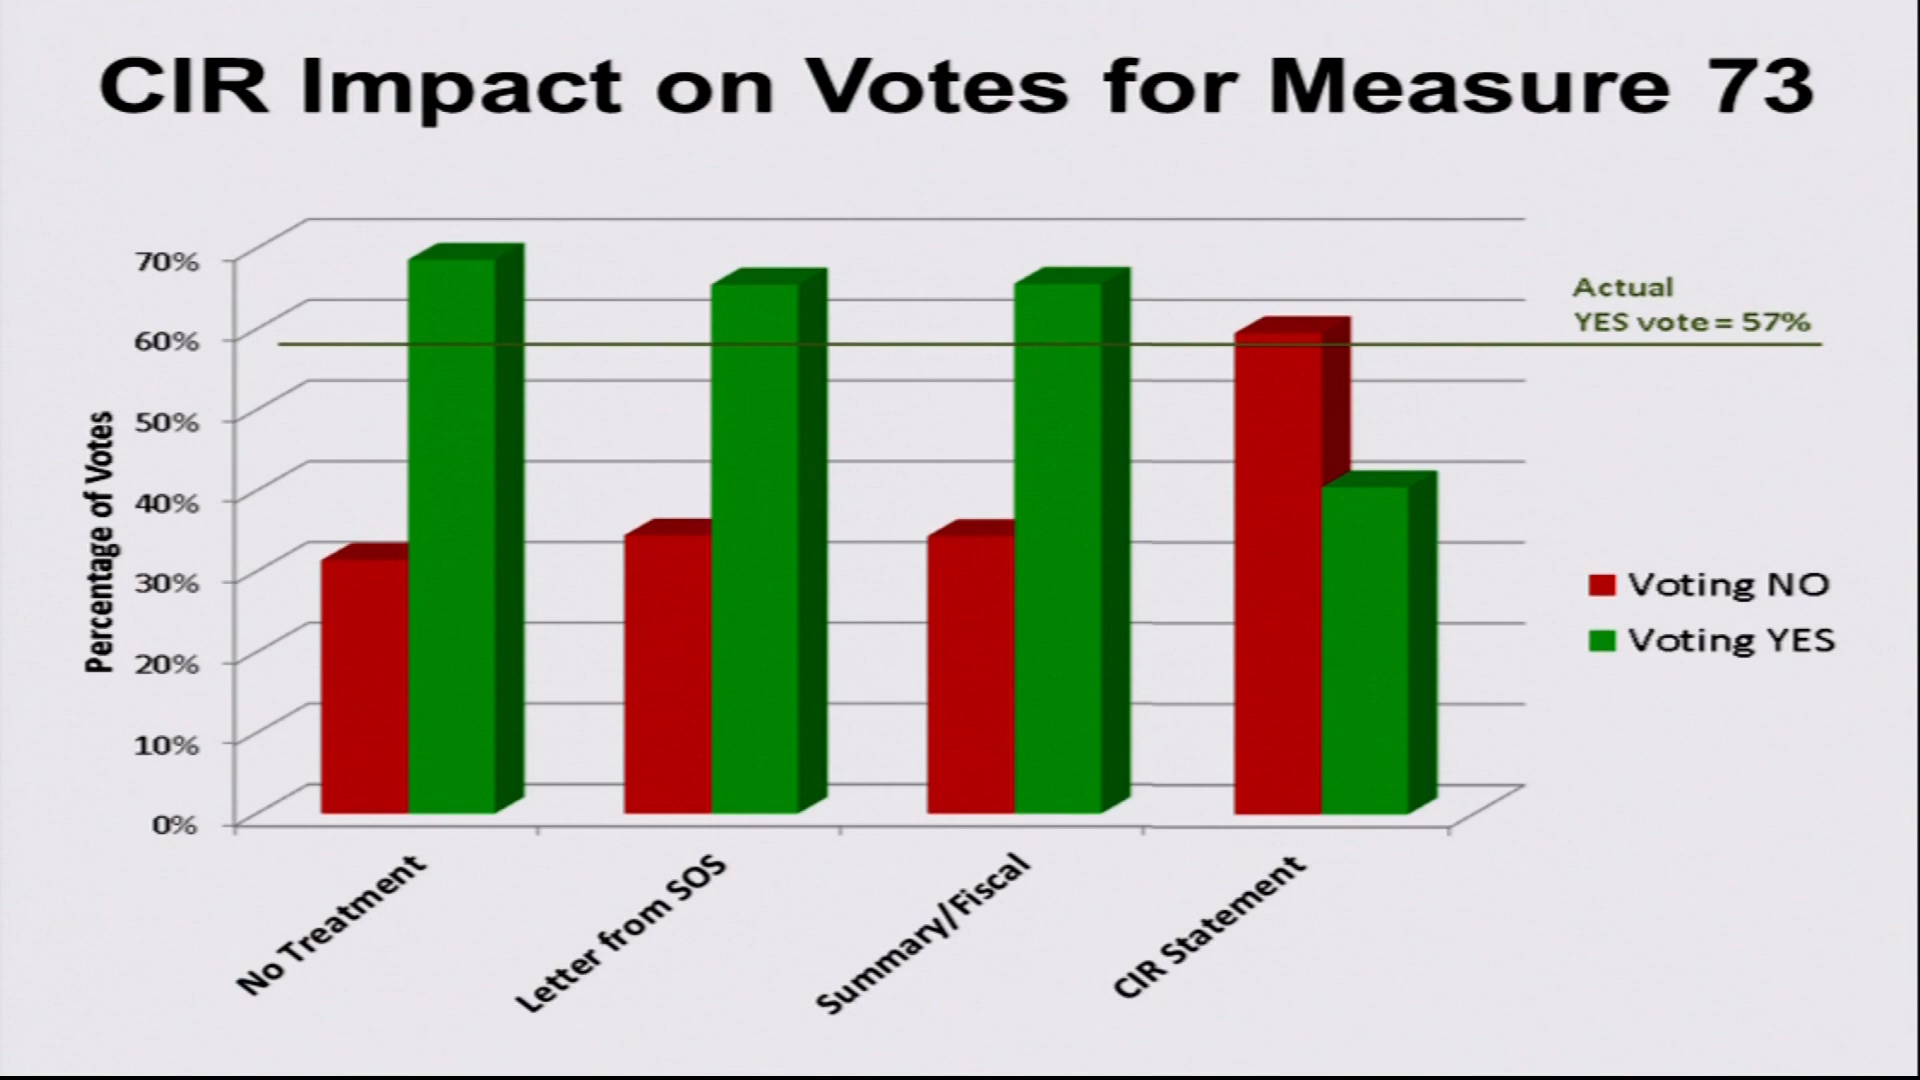 CIR Impact on Votes for Measure 73
Percentage of Votes
70%
60%
50%
40%
30%
20%
10%
0%
No Treatment
Letter from SOS
Summary/Fiscal
CIR Statement
Actual
YES vote = 57%
Voting NO
Voting YES